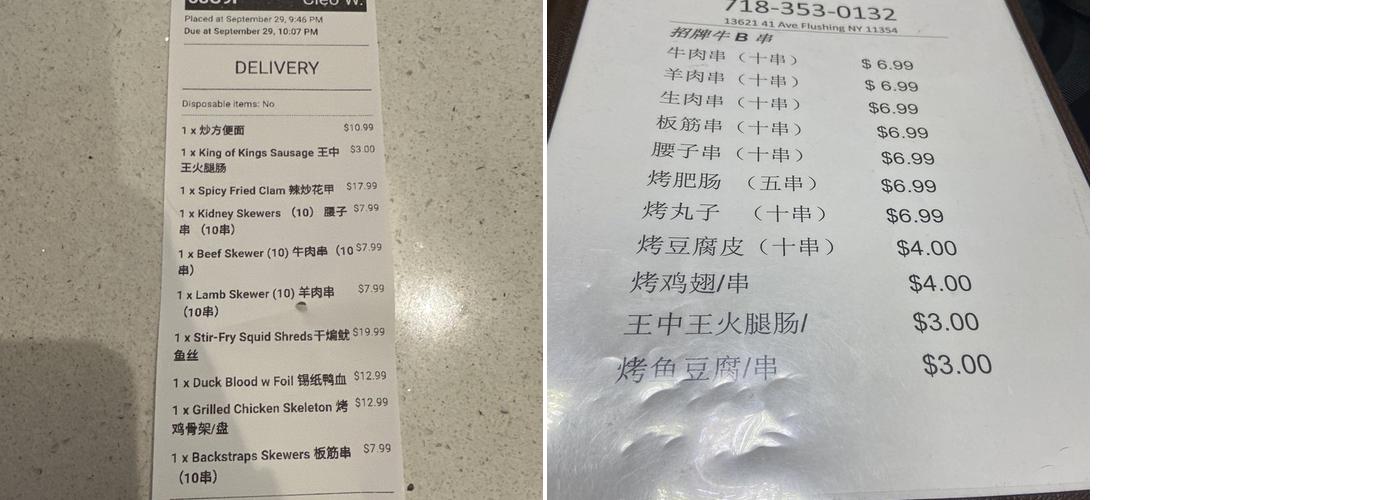 Cleo W.
Placed at September 29, 9:46 PM
Due at September 29, 10:07 PM
DELIVERY
Disposable items: No
1 x 炒方便面 $10.99
1 x King of Kings Sausage 王中 $3.00
王火腿肠
1 x Spicy Fried Clam 辣炒花甲 $17.99
1 x Kidney Skewers （10） 腰子 $7.99
串 （10串）
1 x Beef Skewer (10) 牛肉串（10 $7.99
串）
1 x Lamb Skewer (10) 羊肉串 $7.99
（10串）
1 x Stir-Fry Squid Shreds干煸鱿 $19.99
鱼丝
1 x Duck Blood w Foil 锡纸鸭血 $12.99
1 x Grilled Chicken Skeleton 烤 $12.99
鸡骨架/盘
1 x Backstraps Skewers 板筋串 $7.99
（10串）
718-353-0132
13621 41 Ave Flushing NY 11354
招牌牛 B 串
牛肉串（十串） $ 6.99
羊肉串（十串） $ 6.99
生肉串（十串） $6.99
板筋串（十串） $6.99
腰子串（十串） $6.99
烤肥肠 （五串） $6.99
烤丸子 （十串） $6.99
烤豆腐皮（十串） $4.00
烤鸡翅/串 $4.00
王中王火腿肠/ $3.00
烤鱼豆腐/串 $3.00